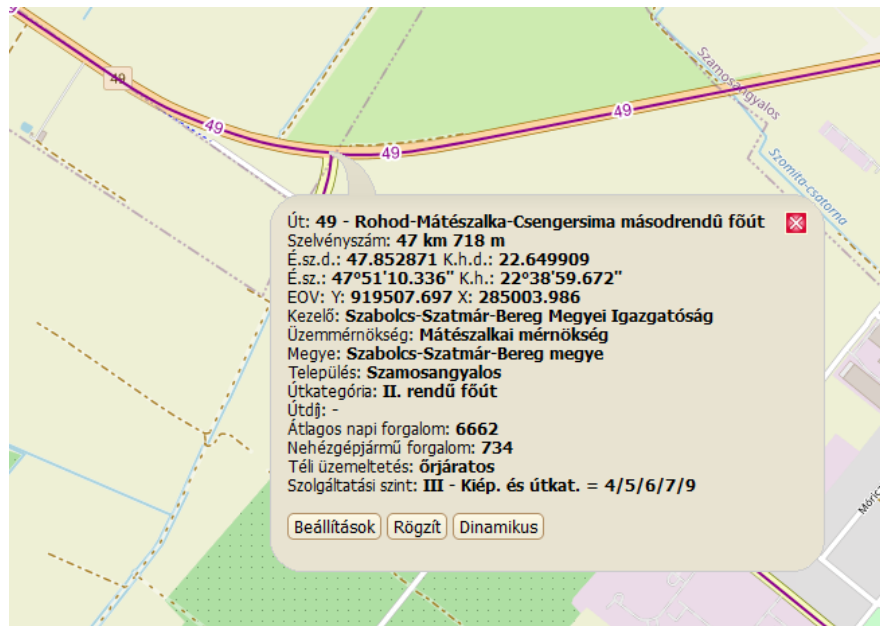 49
49
49
49
Szamosangyalos
Szomita-csatorna
Út: 49 - Rohod-Mátészalka-Csengersima másodrendû fõút
Szelvényszám: 47 km 718 m
É.sz.d.: 47.852871 K.h.d.: 22.649909
É.sz.: 47°51'10.336" K.h.: 22°38'59.672"
EOV: Y: 919507.697 X: 285003.986
Kezelő: Szabolcs-Szatmár-Bereg Megyei Igazgatóság
Üzemmérnökség: Mátészalkai mérnökség
Megye: Szabolcs-Szatmár-Bereg megye
Település: Szamosangyalos
Útkategória: II. rendű főút
Útdíj: -
Átlagos napi forgalom: 6662
Nehézgépjármű forgalom: 734
Téli üzemeltetés: őrjáratos
Szolgáltatási szint: III - Kiép. és útkat. = 4/5/6/7/9
Beállítások Rögzít Dinamikus
Móricz